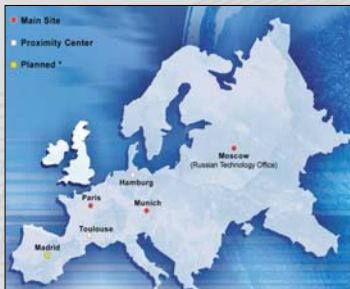 Main Site
Proximity Center
Planned *
Moscow
(Russian Technology Office)
Hamburg
Paris
Munich
Toulouse
Madrid